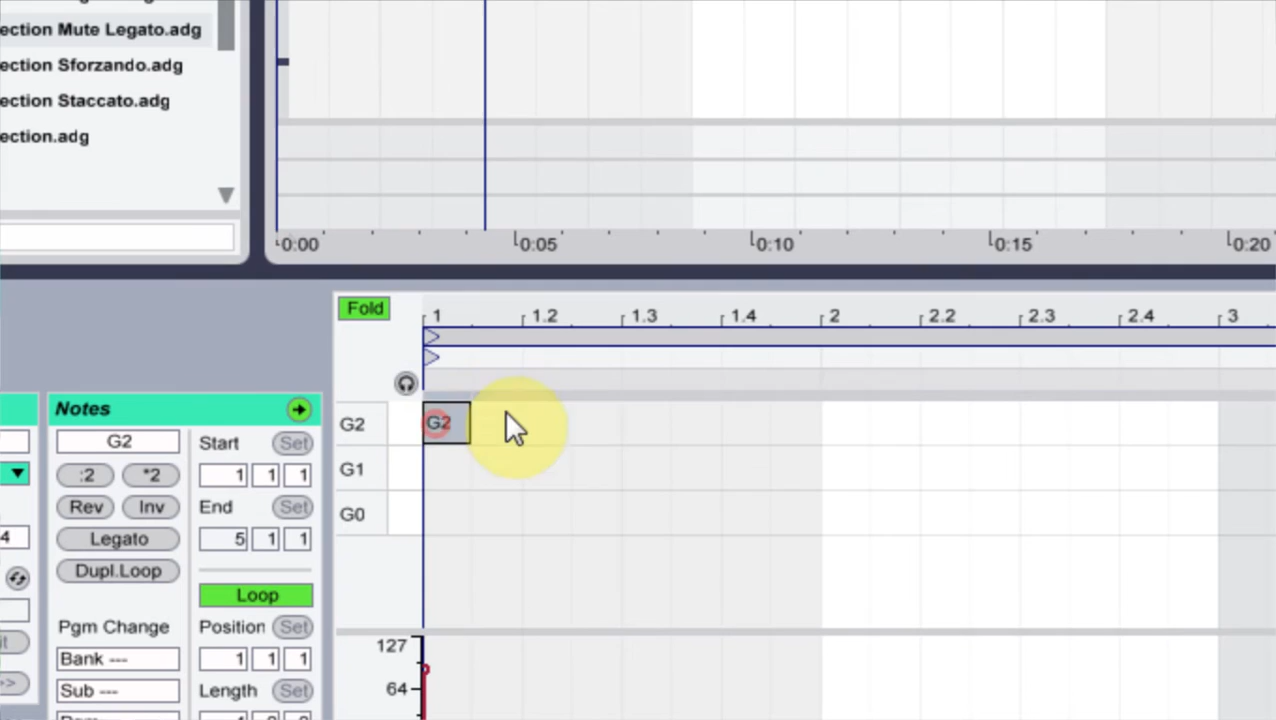 ection Mute Legato.adg
ection Sforzando.adg
ection Staccato.adg
ection.adg
0:00 0:05 0:10 0:15 0:20
Fold
1 1.2 1.3 1.4 2 2.2 2.3 2.4 3
Notes
G2
Start Set
:2 *2
1 1 1
Rev Inv
End Set
Legato
5 1 1
Dupl.Loop
Loop
Pgm Change
Position Set
Bank ---
1 1 1
Sub ---
Length Set
4
>>
G2 G2
G1
G0
127
64